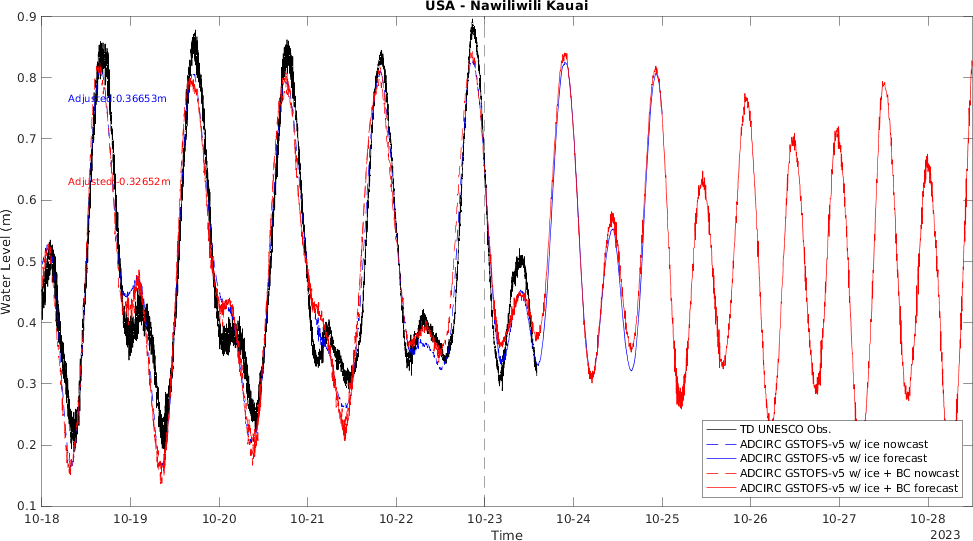 USA - Nawiliwili Kauai
0.9
0.8
0.7
0.6
0.5
0.4
0.3
0.2
0.1
Water Level (m)
Adjusted:0.36653m
Adjusted:-0.32652m
TD UNESCO Obs.
ADCIRC GSTOFS-v5 w/ ice nowcast
ADCIRC GSTOFS-v5 w/ ice forecast
ADCIRC GSTOFS-v5 w/ ice + BC nowcast
ADCIRC GSTOFS-v5 w/ ice + BC forecast
10-18 10-19 10-20 10-21 10-22 10-23 10-24 10-25 10-26 10-27 10-28
Time
2023